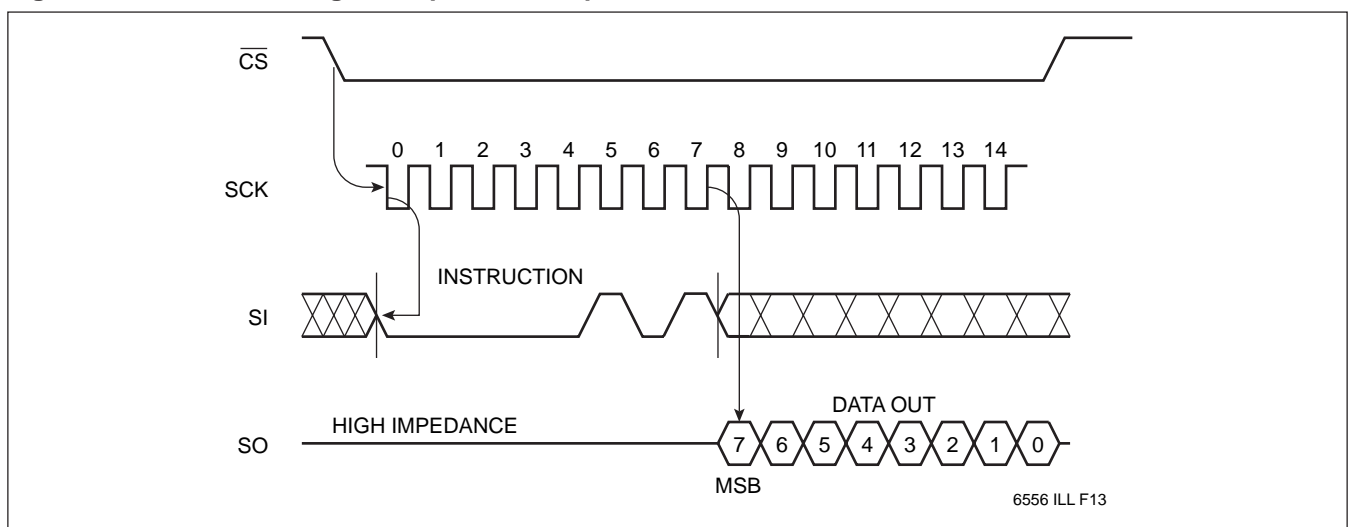 CS
0 1 2 3 4 5 6 7 8 9 10 11 12 13 14
SCK
INSTRUCTION
SI
DATA OUT
HIGH IMPEDANCE
SO
7 6 5 4 3 2 1 0
MSB
6556 ILL F13